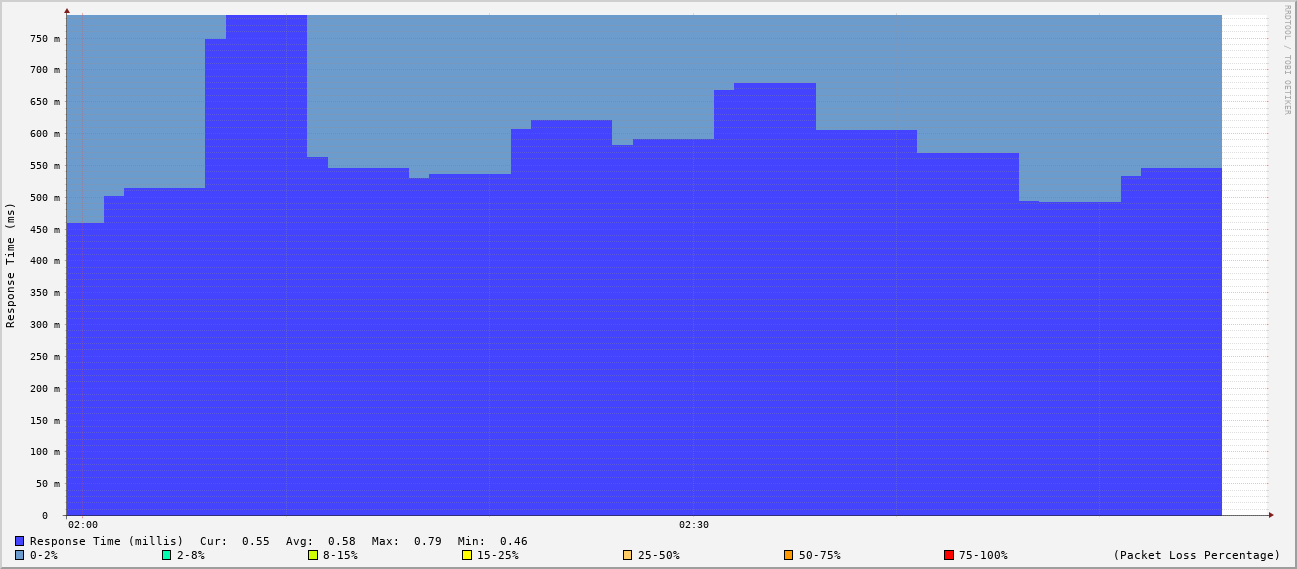 RRDTOOL / TOBI OETIKER
Response Time (ms)
750 m
700 m
650 m
600 m
550 m
500 m
450 m
400 m
350 m
300 m
250 m
200 m
150 m
100 m
50 m
0
02:00 02:30
Response Time (millis) Cur: 0.55 Avg: 0.58 Max: 0.79 Min: 0.46
0-2% 2-8% 8-15% 15-25% 25-50% 50-75% 75-100% (Packet Loss Percentage)